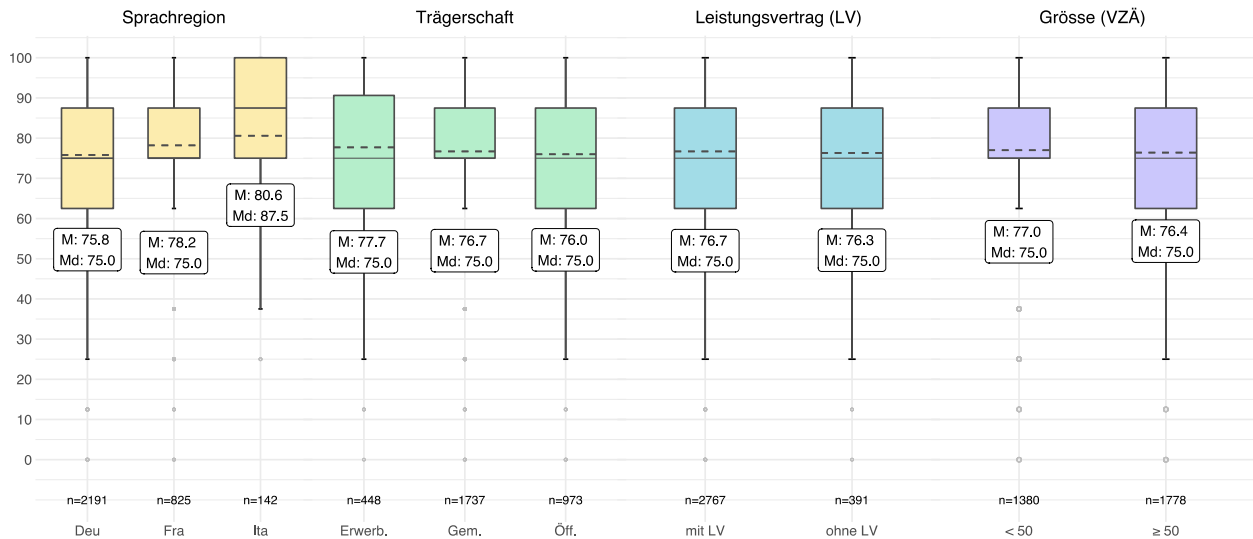 Sprachregion
Trägerschaft
Leistungsvertrag (LV)
Grösse (VZÄ)
100
90
80
70
60
50
40
30
20
10
0
M: 75.8
Md: 75.0
M: 78.2
Md: 75.0
M: 80.6
Md: 87.5
M: 77.7
Md: 75.0
M: 76.7
Md: 75.0
M: 76.0
Md: 75.0
M: 76.7
Md: 75.0
M: 76.3
Md: 75.0
M: 77.0
Md: 75.0
M: 76.4
Md: 75.0
n=2191
n=825
n=142
n=448
n=1737
n=973
n=2767
n=391
n=1380
n=1778
Deu
Fra
Ita
Erwerb.
Gem.
Öff.
mit LV
ohne LV
< 50
≥ 50